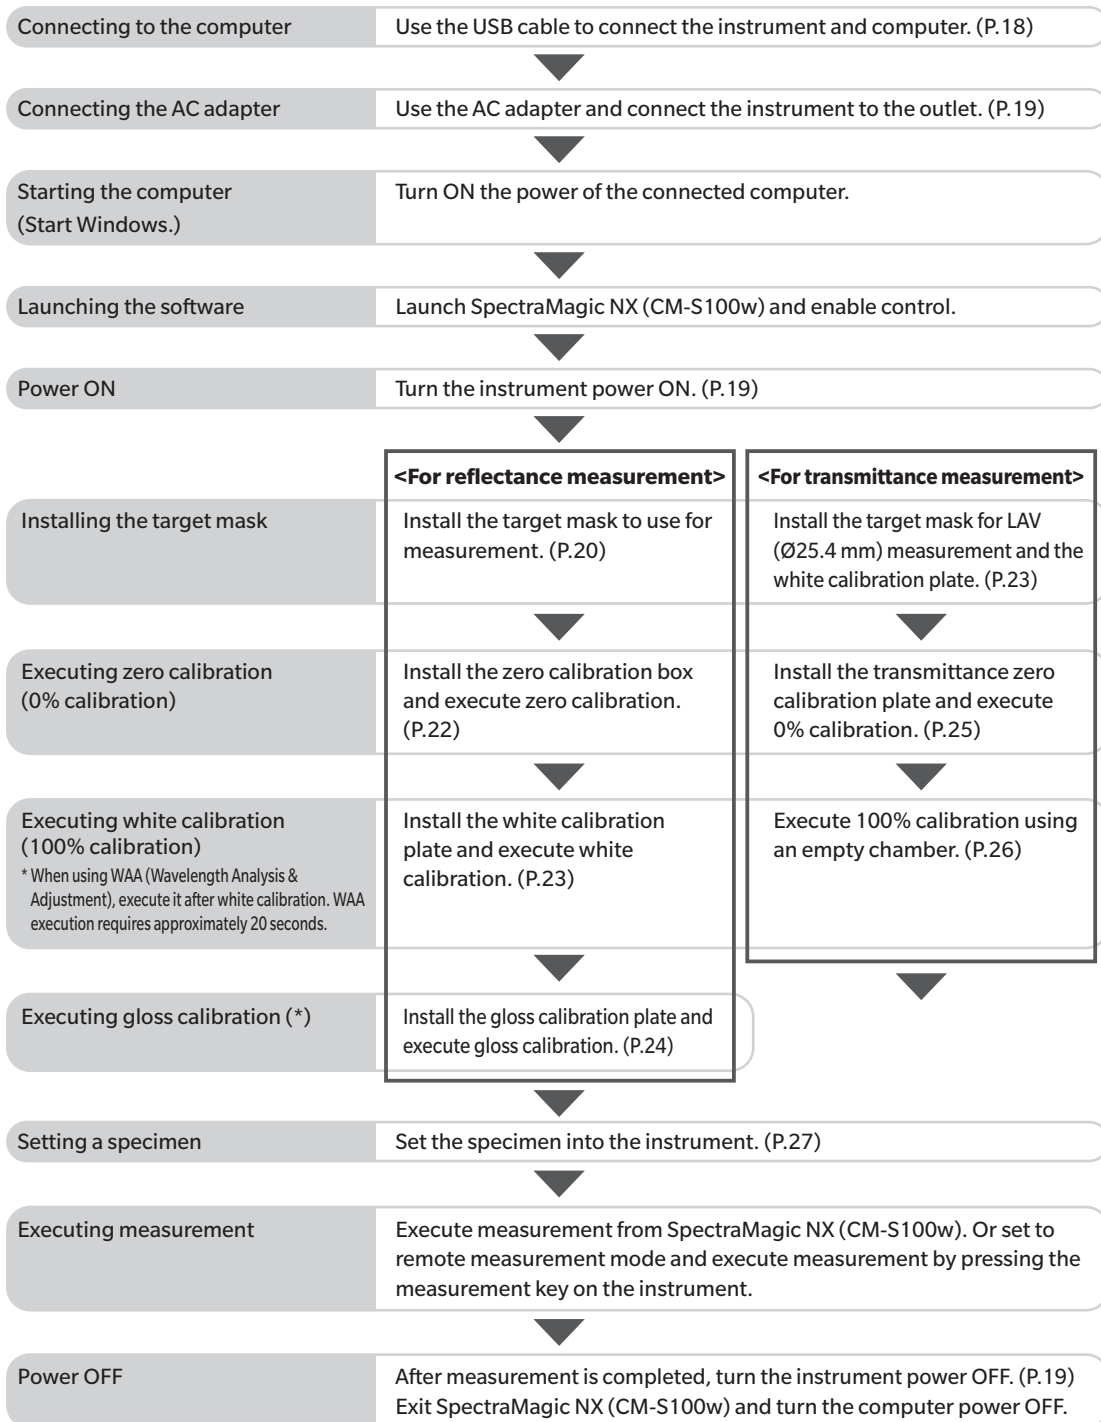 Connecting to the computer
Use the USB cable to connect the instrument and computer. (P.18)
Connecting the AC adapter
Use the AC adapter and connect the instrument to the outlet. (P.19)
Starting the computer
(Start Windows.)
Turn ON the power of the connected computer.
Launching the software
Launch SpectraMagic NX (CM-S100w) and enable control.
Power ON
Turn the instrument power ON. (P.19)
<For reflectance measurement>
<For transmittance measurement>
Installing the target mask
Install the target mask to use for
measurement. (P.20)
Install the target mask for LAV
(Ø25.4 mm) measurement and the
white calibration plate. (P.23)
Executing zero calibration
(0% calibration)
Install the zero calibration box
and execute zero calibration.
(P.22)
Install the transmittance zero
calibration plate and execute
0% calibration. (P.25)
Executing white calibration
(100% calibration)
* When using WAA (Wavelength Analysis &
Adjustment), execute it after white calibration. WAA
execution requires approximately 20 seconds.
Install the white calibration
plate and execute white
calibration. (P.23)
Execute 100% calibration using
an empty chamber. (P.26)
Executing gloss calibration (*)
Install the gloss calibration plate and
execute gloss calibration. (P.24)
Setting a specimen
Set the specimen into the instrument. (P.27)
Executing measurement
Execute measurement from SpectraMagic NX (CM-S100w). Or set to
remote measurement mode and execute measurement by pressing the
measurement key on the instrument.
Power OFF
After measurement is completed, turn the instrument power OFF. (P.19)
Exit SpectraMagic NX (CM-S100w) and turn the computer power OFF.